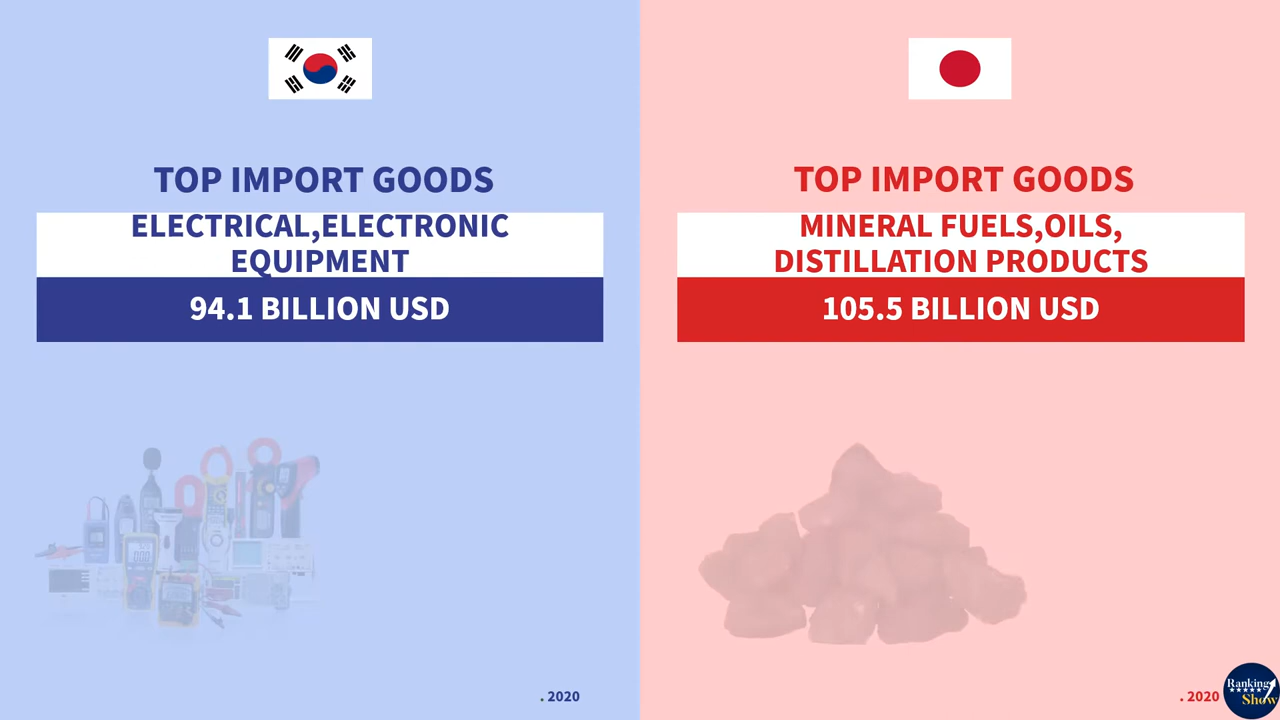 TOP IMPORT GOODS
ELECTRICAL,ELECTRONIC
EQUIPMENT
94.1 BILLION USD
. 2020
TOP IMPORT GOODS
MINERAL FUELS,OILS,
DISTILLATION PRODUCTS
105.5 BILLION USD
. 2020
Ranking
Show